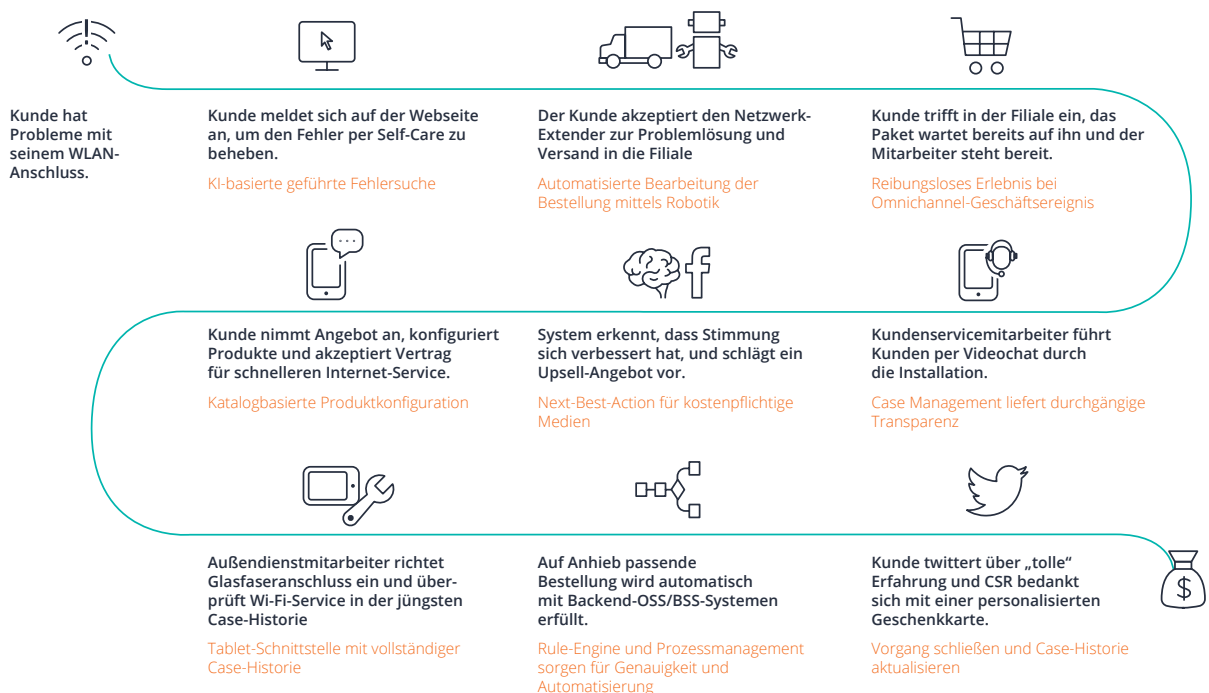 Kunde hat
Probleme mit
seinem WLAN-
Anschluss.
Kunde meldet sich auf der Webseite
an, um den Fehler per Self-Care zu
beheben.
KI-basierte geführte Fehlersuche
Der Kunde akzeptiert den Netzwerk-
Extender zur Problemlösung und
Versand in die Filiale
Automatisierte Bearbeitung der
Bestellung mittels Robotik
Kunde trifft in der Filiale ein, das
Paket wartet bereits auf ihn und der
Mitarbeiter steht bereit.
Reibungsloses Erlebnis bei
Omnichannel-Geschäftsereignis
Kunde nimmt Angebot an, konfiguriert
Produkte und akzeptiert Vertrag
für schnelleren Internet-Service.
Katalogbasierte Produktkonfiguration
System erkennt, dass Stimmung
sich verbessert hat, und schlägt ein
Upsell-Angebot vor.
Next-Best-Action für kostenpflichtige
Medien
Kundenservicemitarbeiter führt
Kunden per Videochat durch
die Installation.
Case Management liefert durchgängige
Transparenz
Außendienstmitarbeiter richtet
Glasfaseranschluss ein und über-
prüft Wi-Fi-Service in der jüngsten
Case-Historie
Tablet-Schnittstelle mit vollständiger
Case-Historie
Auf Anhieb passende
Bestellung wird automatisch
mit Backend-OSS/BSS-Systemen
erfüllt.
Rule-Engine und Prozessmanagement
sorgen für Genauigkeit und
Automatisierung
Kunde twittert über „tolle“
Erfahrung und CSR bedankt
sich mit einer personalisierten
Geschenkkarte.
Vorgang schließen und Case-Historie
aktualisieren
$